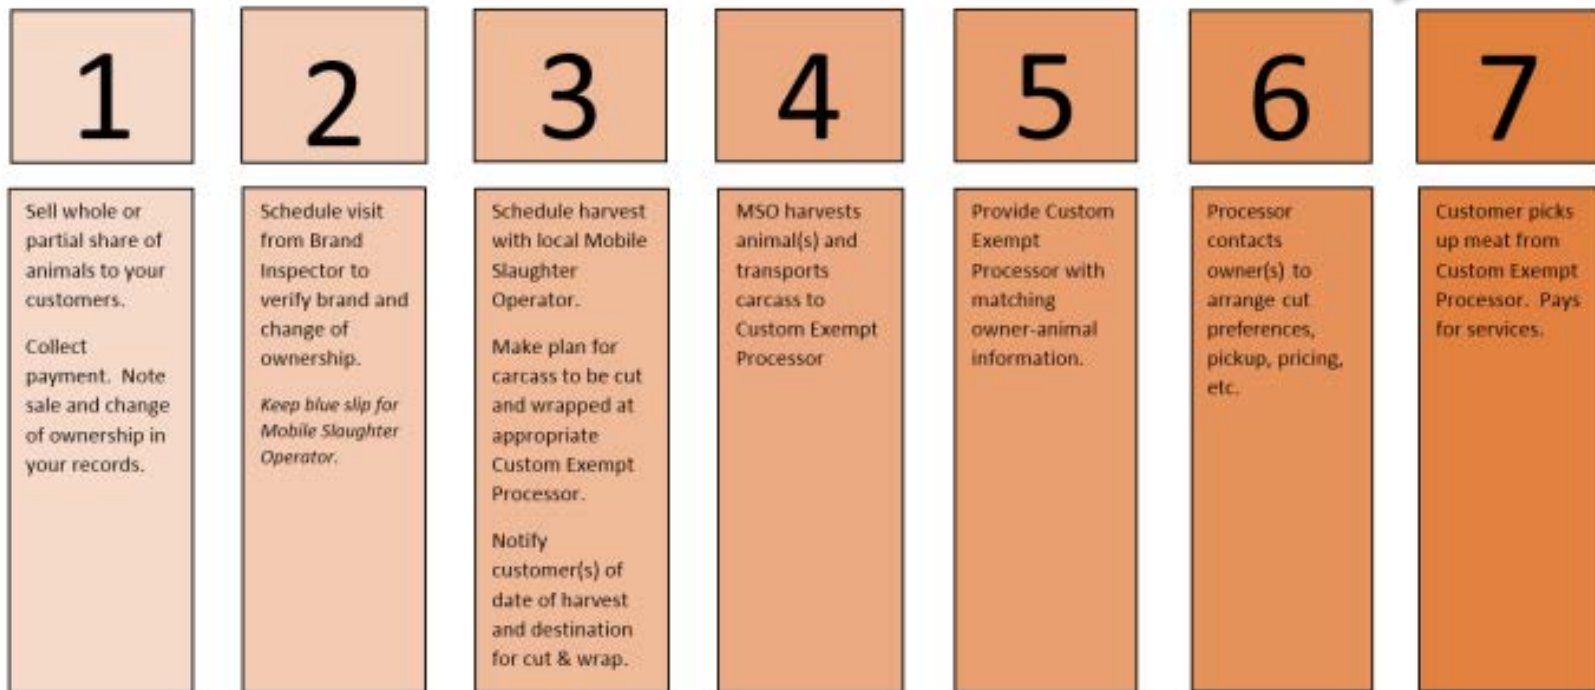 1
Sell whole or
partial share of
animals to your
customers.
Collect
payment. Note
sale and change
of ownership in
your records.
2
Schedule visit
from Brand
Inspector to
verify brand and
change of
ownership.
Keep blue slip for
Mobile Slaughter
Operator.
3
Schedule harvest
with local Mobile
Slaughter
Operator.
Make plan for
carcass to be cut
and wrapped at
appropriate
Custom Exempt
Processor.
Notify
customer(s) of
date of harvest
and destination
for cut & wrap.
4
MSO harvests
animal(s) and
transports
carcass to
Custom Exempt
Processor
5
Provide Custom
Exempt
Processor with
matching
owner-animal
information.
6
Processor
contacts
owner(s) to
arrange cut
preferences,
pickup, pricing,
etc.
7
Customer picks
up meat from
Custom Exempt
Processor. Pays
for services.